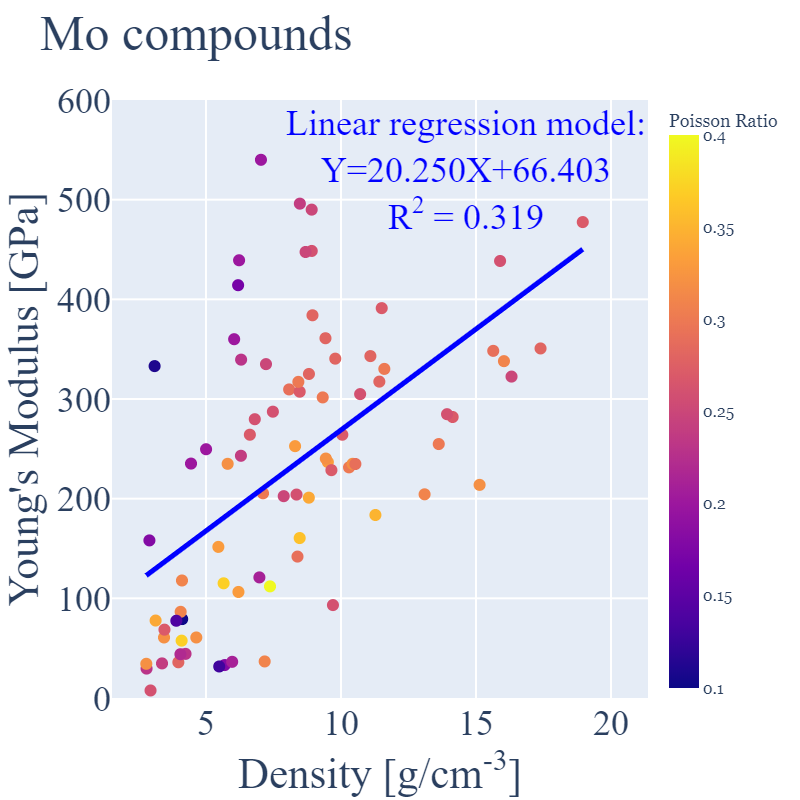 Mo compounds
Linear regression model:
Y=20.250X+66.403
R² = 0.319
Poisson Ratio
0.4
0.35
0.3
0.25
0.2
0.15
0.1
600
500
400
300
200
100
0
Young's Modulus [GPa]
5
10
15
20
Density [g/cm⁻³]